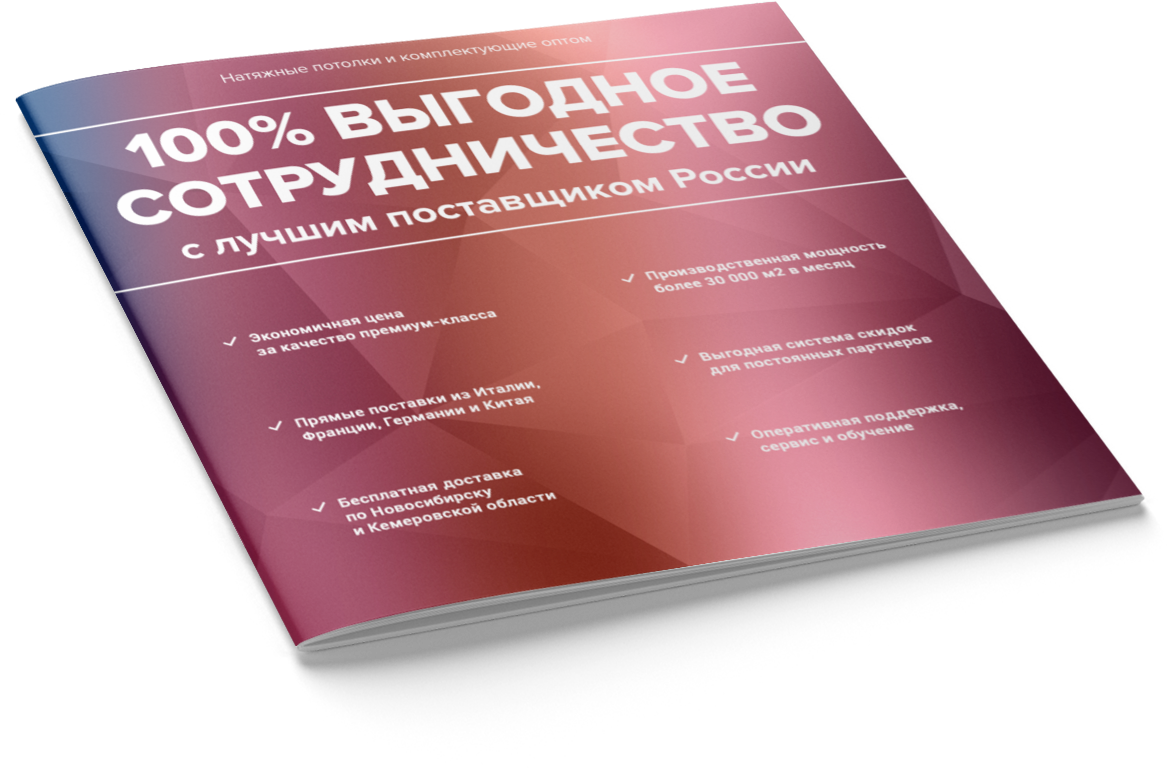 Натяжные потолки и комплектующие оптом
100% ВЫГОДНОЕ
СОТРУДНИЧЕСТВО
с лучшим поставщиком России
Экономичная цена
за качество премиум-класса
Прямые поставки из Италии,
Франции, Германии и Китая
Бесплатная доставка
по Новосибирску
и Кемеровской области
Производственная мощность
более 30 000 м2 в месяц
Выгодная система скидок
для постоянных партнеров
Оперативная поддержка,
сервис и обучение